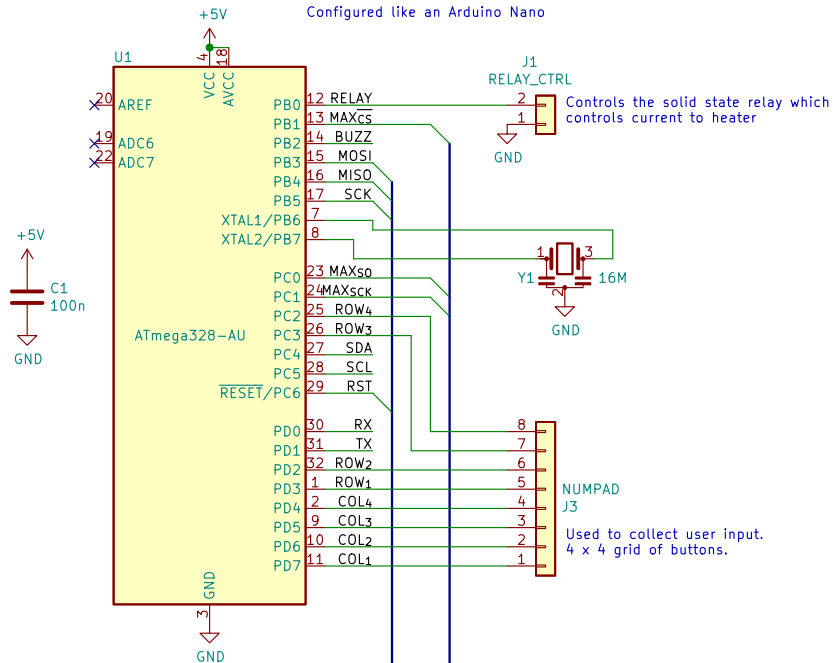 Configured like an Arduino Nano
+5V
U1
4
18
VCC
AVCC
20 AREF
19 ADC6
22 ADC7
PB0 12 RELAY
PB1 13 MAXCS
PB2 14 BUZZ
PB3 15 MOSI
PB4 16 MISO
PB5 17 SCK
XTAL1/PB6 7
XTAL2/PB7 8
PC0 23 MAXSO
PC1 24 MAXSCK
PC2 25 ROW4
PC3 26 ROW3
PC4 27 SDA
PC5 28 SCL
RESET/PC6 29 RST
PD0 30 RX
PD1 31 TX
PD2 32 ROW2
PD3 1 ROW1
PD4 2 COL4
PD5 9 COL3
PD6 10 COL2
PD7 11 COL1
ATmega328-AU
GND
3
GND
+5V
C1
100n
GND
J1
RELAY_CTRL
2
1
GND
Controls the solid state relay which
controls current to heater
1
3
Y1
16M
2
GND
8
7
6
5
4
3
2
1
NUMPAD
J3
Used to collect user input.
4 x 4 grid of buttons.